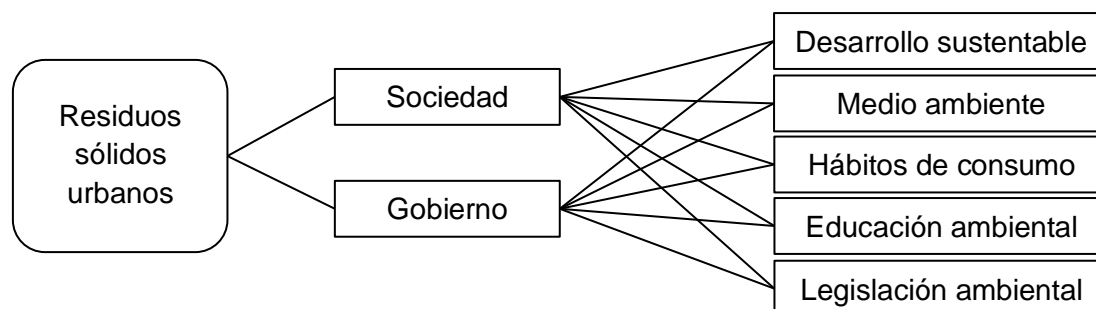 Residuos
sólidos
urbanos
Sociedad
Gobierno
Desarrollo sustentable
Medio ambiente
Hábitos de consumo
Educación ambiental
Legislación ambiental